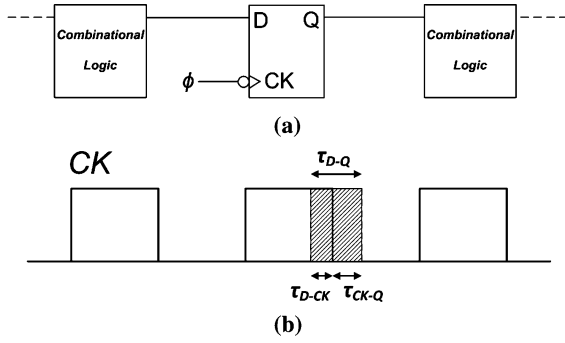 Combinational
Logic
D Q
ϕ CK
Combinational
Logic
(a)
CK
τD-Q
τD-CK τCK-Q
(b)